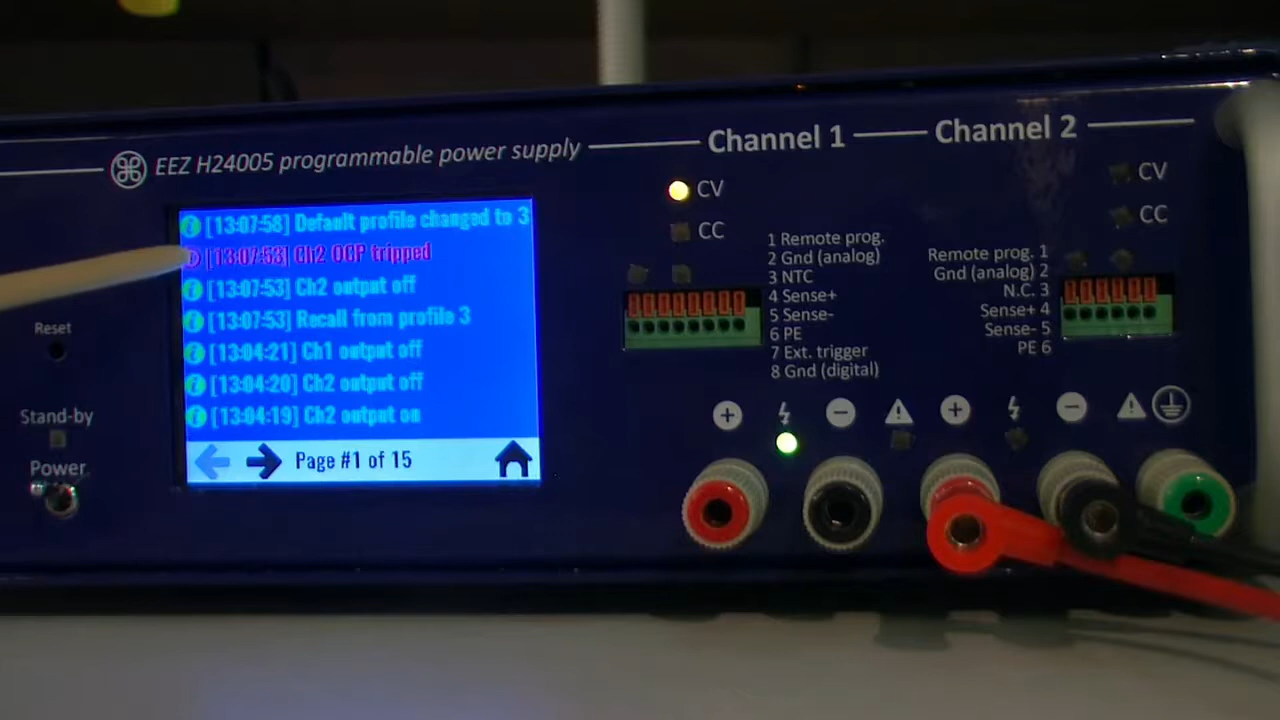 EEZ H24005 programmable power supply
Channel 1
Channel 2
[13:07:58] Default profile changed to 3
[13:07:53] Ch2 OCP tripped
[13:07:53] Ch2 output off
[13:07:53] Recall from profile 3
[13:04:21] Ch1 output off
[13:04:20] Ch2 output off
[13:04:19] Ch2 output on
Page #1 of 15
Reset
Stand-by
Power
CV
CC
1 Remote prog.
2 Gnd (analog)
3 NTC
4 Sense+
5 Sense-
6 PE
7 Ext. trigger
8 Gnd (digital)
CV
CC
Remote prog. 1
Gnd (analog) 2
N.C. 3
Sense+ 4
Sense- 5
PE 6